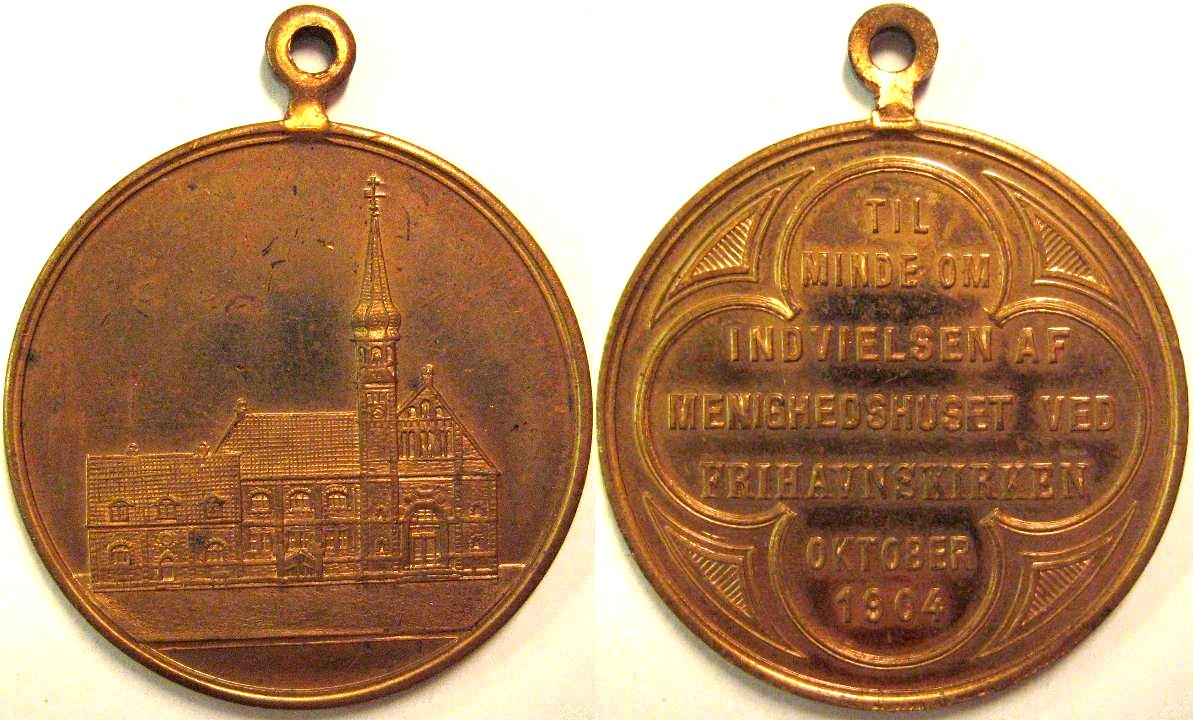 TIL
MINDE OM
INDVIELSEN AF
MENIGHEDSHUSET VED
FRIHAVNSKIRKEN
OKTOBER
1904